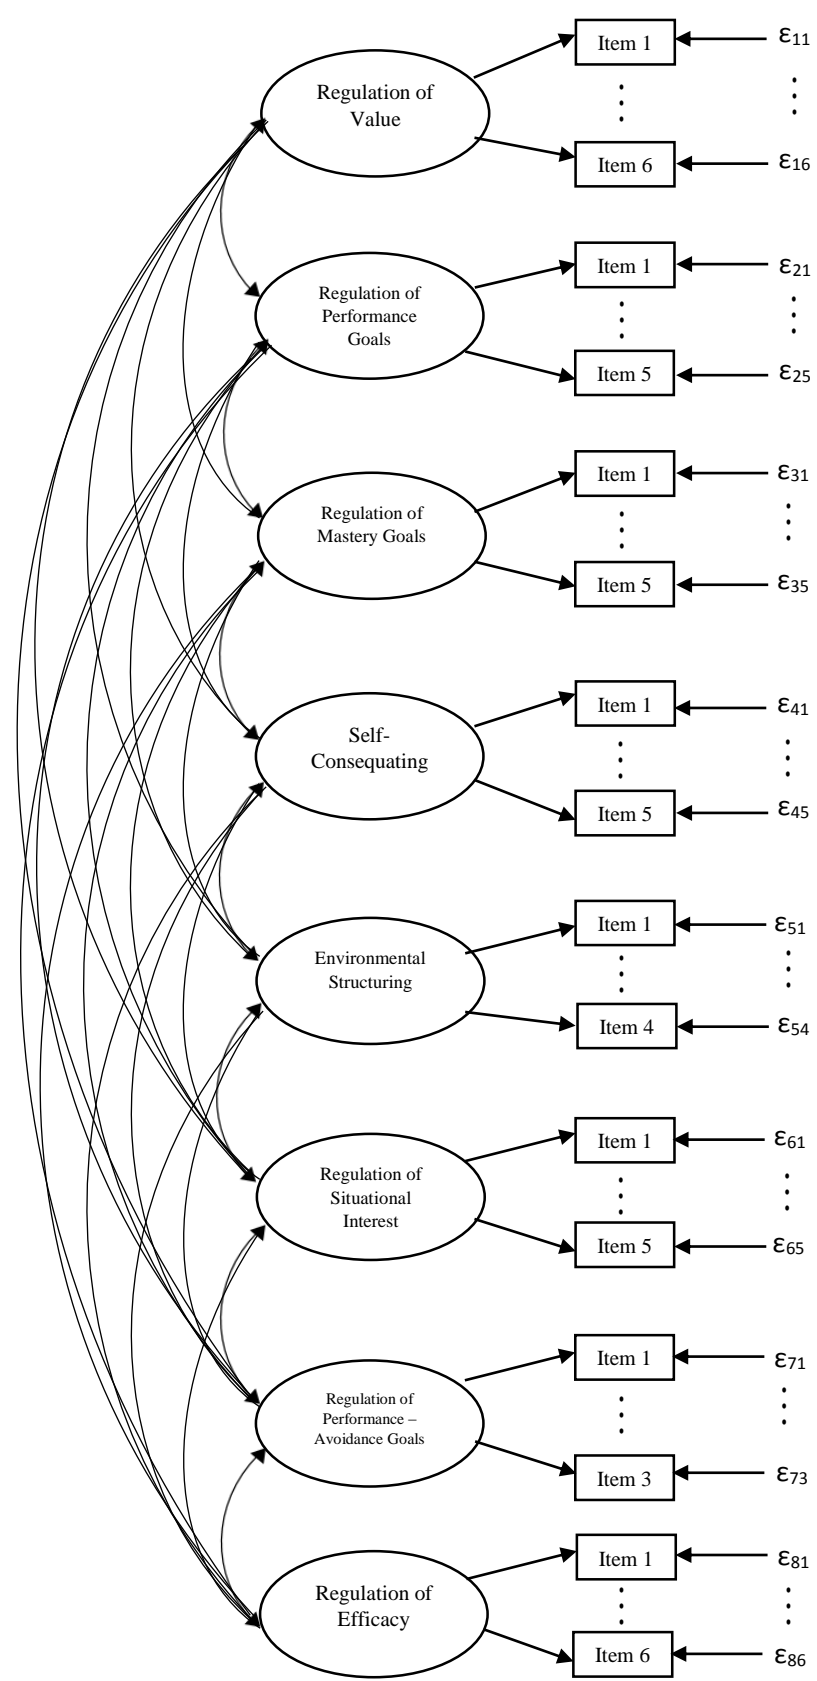 Item 1
ε11
Regulation of
Value
Item 6
ε16
Item 1
ε21
Regulation of
Performance
Goals
Item 5
ε25
Item 1
ε31
Regulation of
Mastery Goals
Item 5
ε35
Item 1
ε41
Self-
Consequating
Item 5
ε45
Item 1
ε51
Environmental
Structuring
Item 4
ε54
Item 1
ε61
Regulation of
Situational
Interest
Item 5
ε65
Item 1
ε71
Regulation of
Performance –
Avoidance Goals
Item 3
ε73
Item 1
ε81
Regulation of
Efficacy
Item 6
ε86